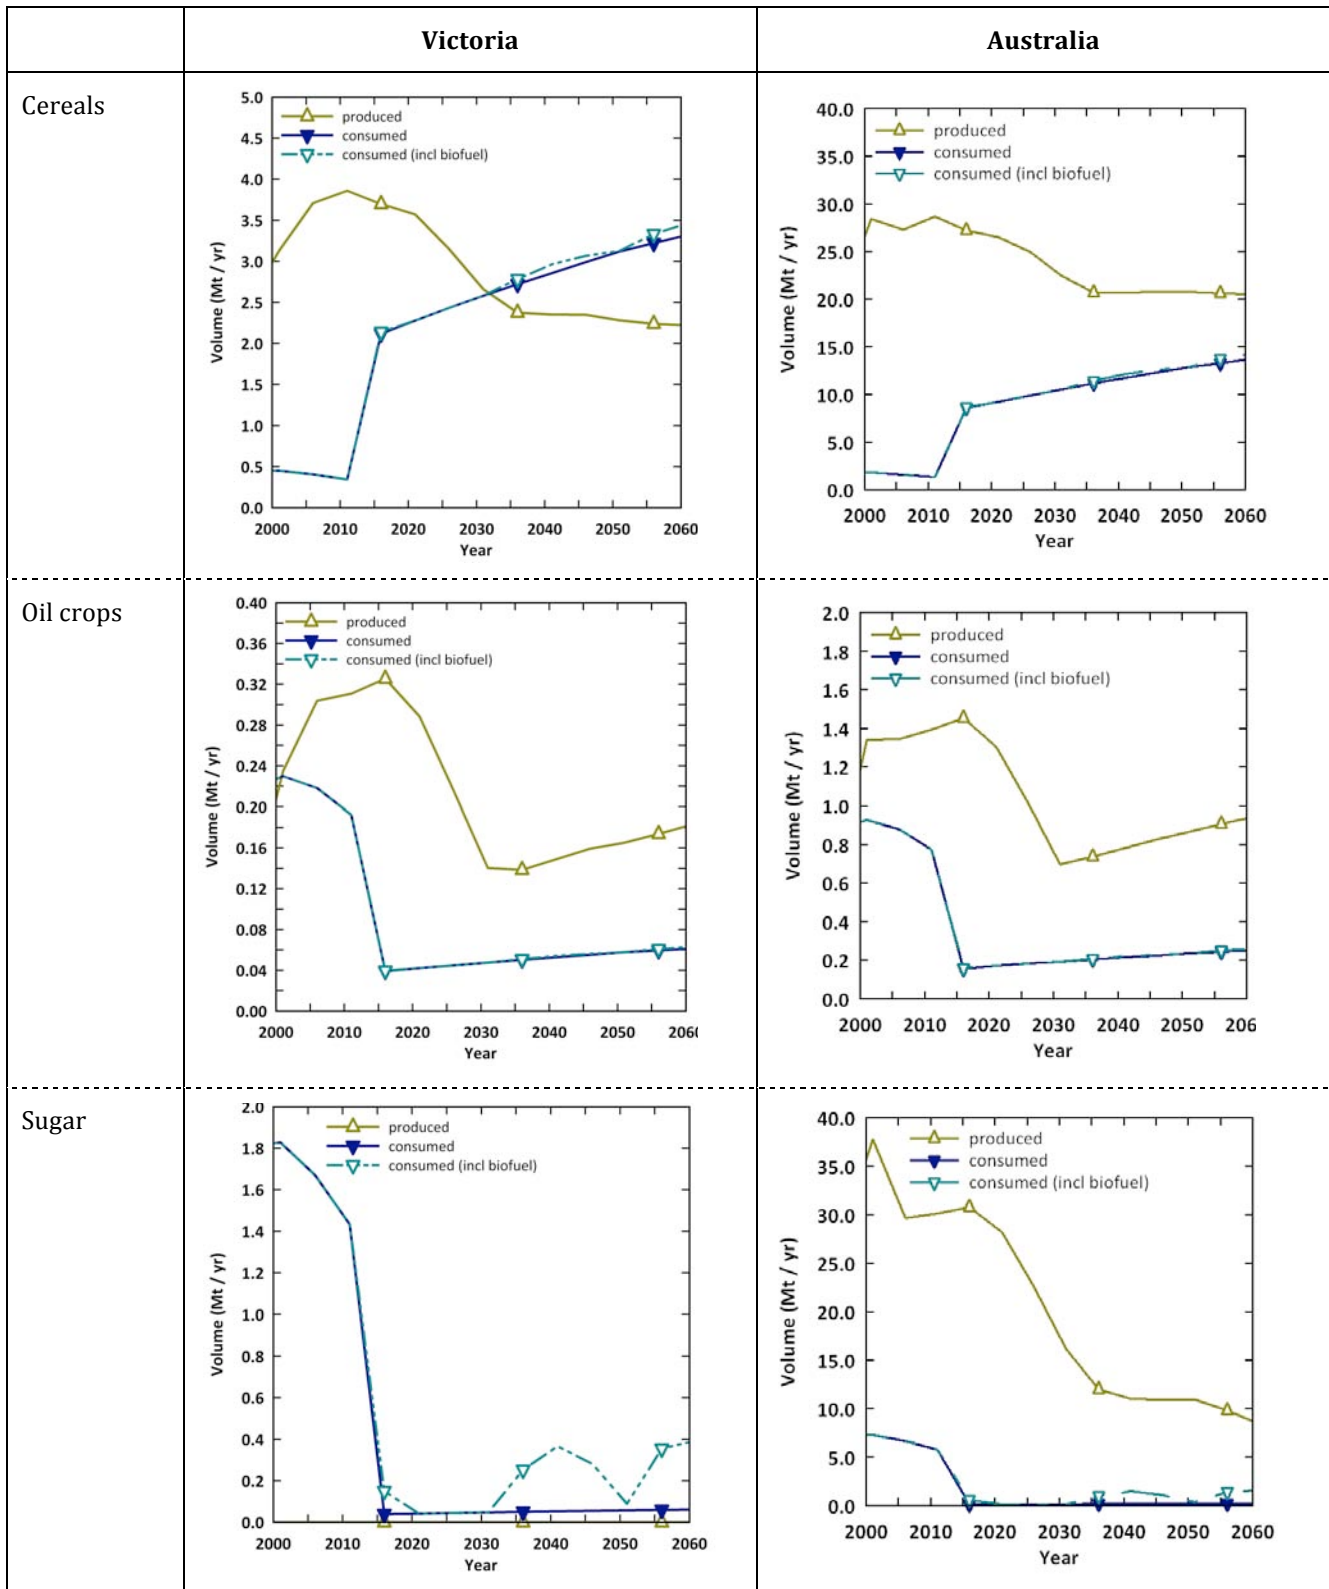 Victoria
Australia
Cereals
5.0
4.5
4.0
3.5
3.0
2.5
2.0
1.5
1.0
0.5
0.0
Volume (Mt / yr)
produced
consumed
consumed (incl biofuel)
2000 2010 2020 2030 2040 2050 2060
Year
40.0
35.0
30.0
25.0
20.0
15.0
10.0
5.0
0.0
Volume (Mt / yr)
produced
consumed
consumed (incl biofuel)
2000 2010 2020 2030 2040 2050 2060
Year
Oil crops
0.40
0.36
0.32
0.28
0.24
0.20
0.16
0.12
0.08
0.04
0.00
Volume (Mt / yr)
produced
consumed
consumed (incl biofuel)
2000 2010 2020 2030 2040 2050 206
Year
2.0
1.8
1.6
1.4
1.2
1.0
0.8
0.6
0.4
0.2
0.0
Volume (Mt / yr)
produced
consumed
consumed (incl biofuel)
2000 2010 2020 2030 2040 2050 206
Year
Sugar
2.0
1.8
1.6
1.4
1.2
1.0
0.8
0.6
0.4
0.2
0.0
Volume (Mt / yr)
produced
consumed
consumed (incl biofuel)
2000 2010 2020 2030 2040 2050 2060
Year
40.0
35.0
30.0
25.0
20.0
15.0
10.0
5.0
0.0
Volume (Mt / yr)
produced
consumed
consumed (incl biofuel)
2000 2010 2020 2030 2040 2050 2060
Year